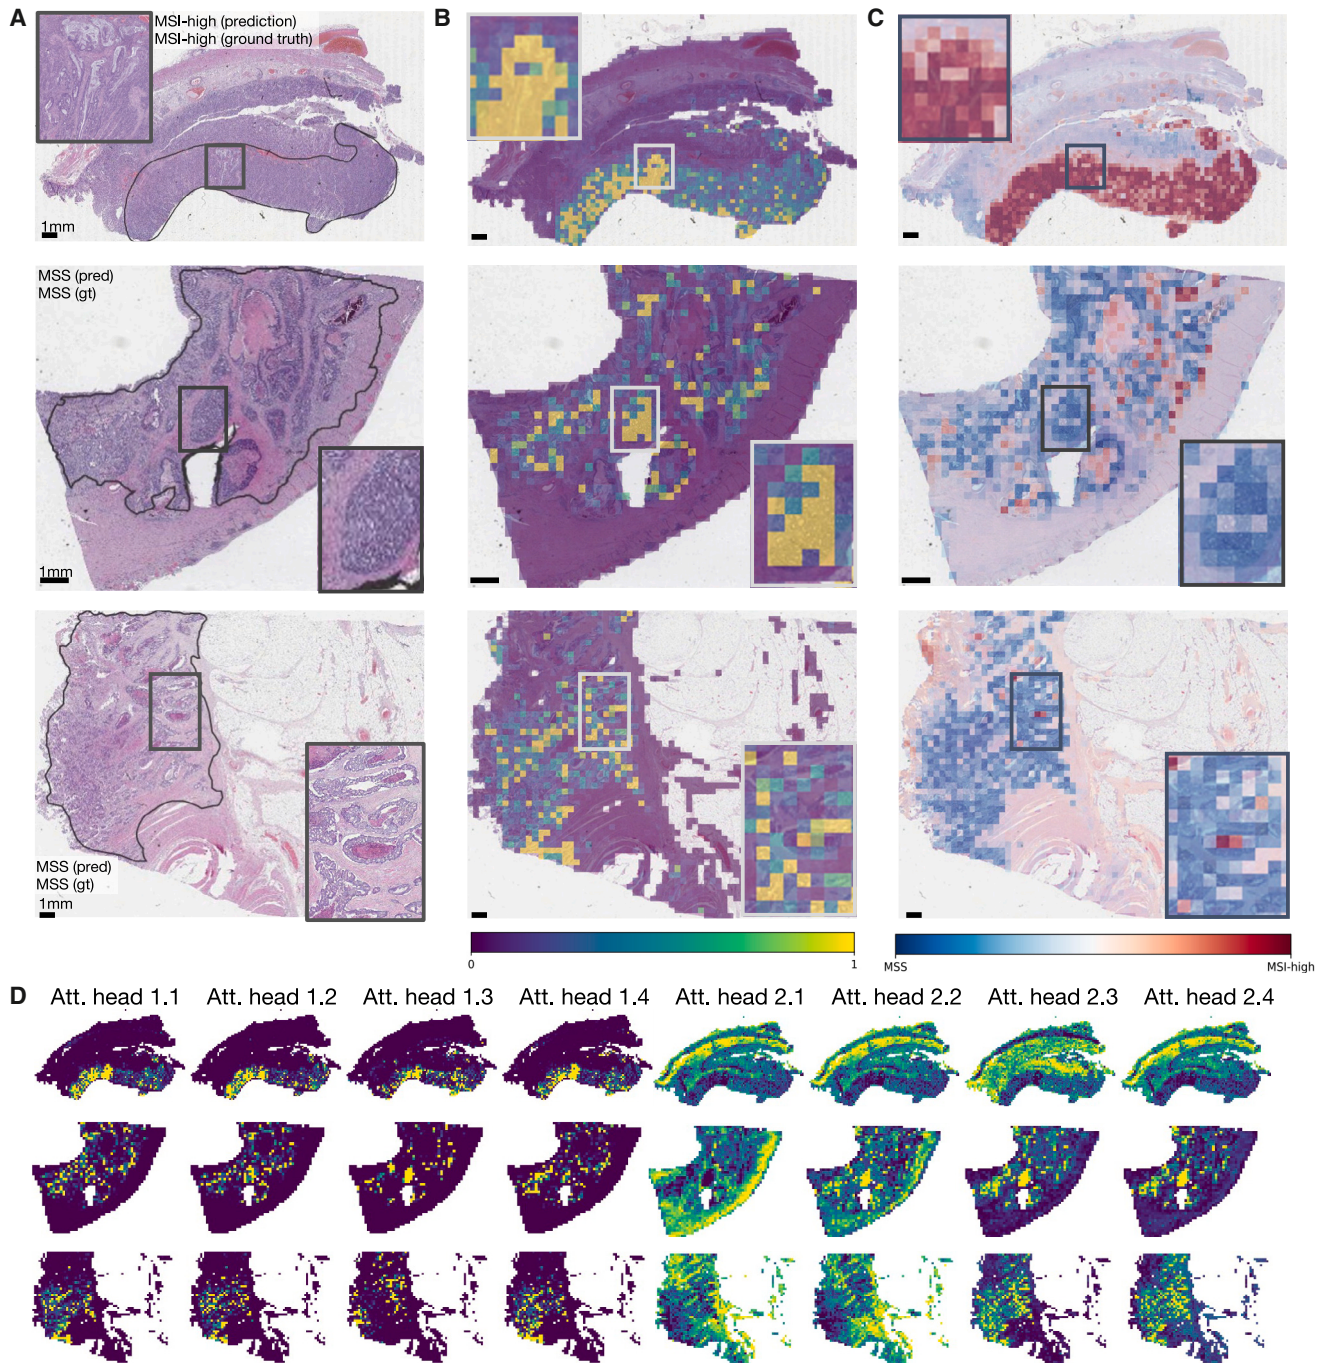 A
B
C
MSI-high (prediction)
MSI-high (ground truth)
1mm
MSS (pred)
MSS (gt)
1mm
MSS (pred)
MSS (gt)
1mm
0
1
MSS
MSI-high
D
Att. head 1.1
Att. head 1.2
Att. head 1.3
Att. head 1.4
Att. head 2.1
Att. head 2.2
Att. head 2.3
Att. head 2.4